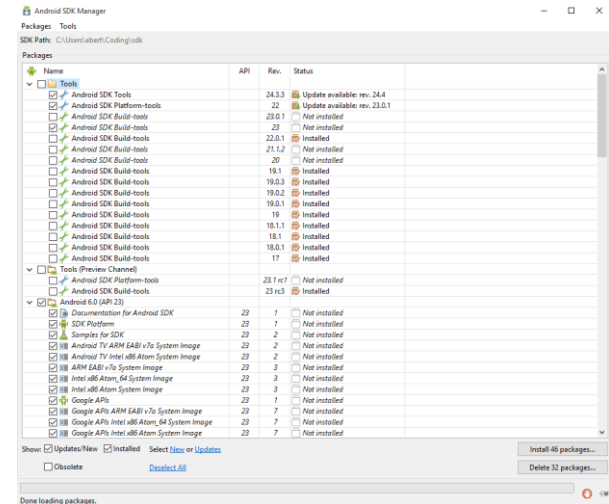 Android SDK Manager
Packages Tools
SDK Path: C:\Users\ebert\Coding\sdk
Packages
Name API Rev. Status
Tools
Android SDK Tools 24.3.3 Update available: rev. 24.4
Android SDK Platform-tools 22 Update available: rev. 23.0.1
Android SDK Build-tools 23.0.1 Not installed
Android SDK Build-tools 23 Not installed
Android SDK Build-tools 22.0.1 Installed
Android SDK Build-tools 21.1.2 Not installed
Android SDK Build-tools 20 Not installed
Android SDK Build-tools 19.1 Installed
Android SDK Build-tools 19.0.3 Installed
Android SDK Build-tools 19.0.2 Installed
Android SDK Build-tools 19.0.1 Installed
Android SDK Build-tools 19 Installed
Android SDK Build-tools 18.1.1 Installed
Android SDK Build-tools 18.1 Installed
Android SDK Build-tools 18.0.1 Installed
Android SDK Build-tools 17 Installed
Tools (Preview Channel)
Android SDK Platform-tools 23.1 rc1 Not installed
Android SDK Build-tools 23 rc3 Installed
Android 6.0 (API 23)
Documentation for Android SDK 23 1 Not installed
SDK Platform 23 1 Not installed
Samples for SDK 23 2 Not installed
Android TV ARM EABI v7a System Image 23 2 Not installed
Android TV Intel x86 Atom System Image 23 2 Not installed
ARM EABI v7a System Image 23 3 Not installed
Intel x86 Atom_64 System Image 23 3 Not installed
Intel x86 Atom System Image 23 3 Not installed
Google APIs 23 1 Not installed
Google APIs ARM EABI v7a System Image 23 7 Not installed
Google APIs Intel x86 Atom_64 System Image 23 7 Not installed
Google APIs Intel x86 Atom System Image 23 7 Not installed
Show: Updates/New Installed Select New or Updates Install 46 packages...
Obsolete Deselect All Delete 32 packages...
Done loading packages.